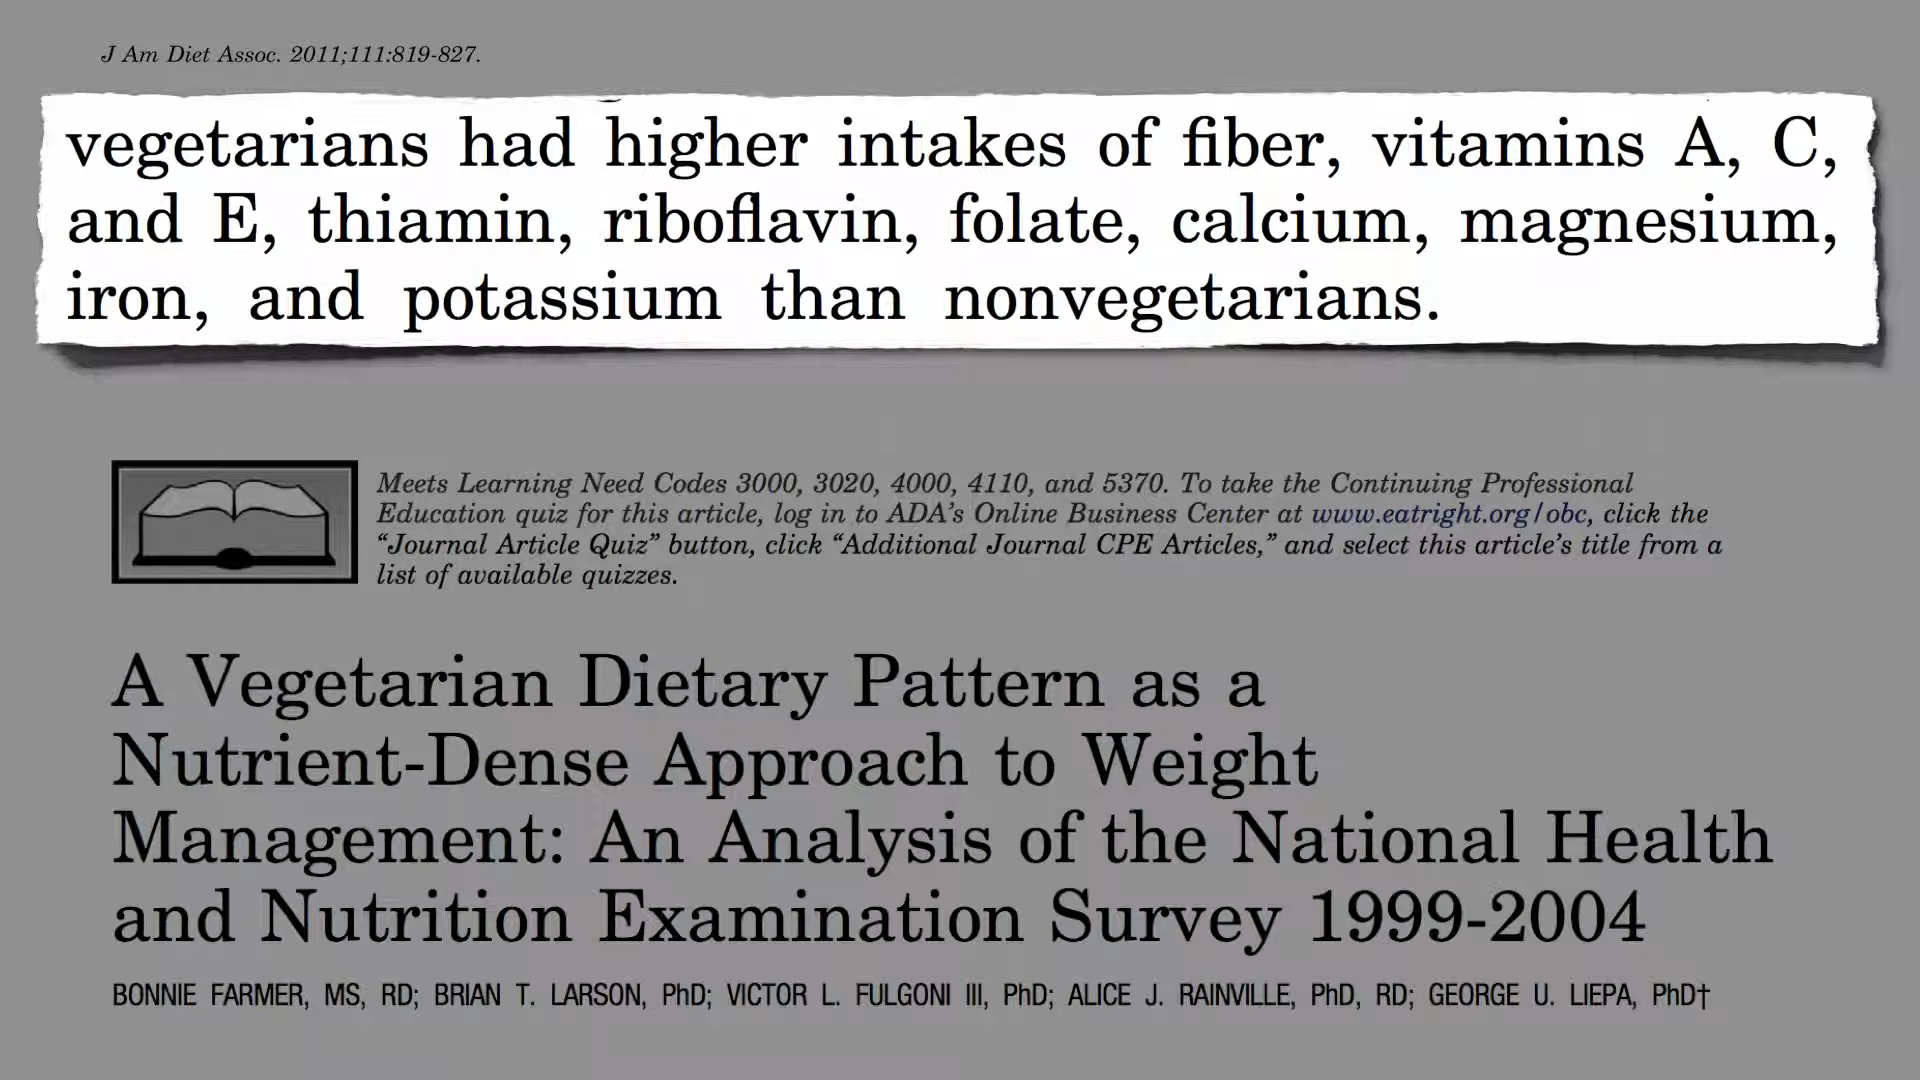 J Am Diet Assoc. 2011;111:819-827.
vegetarians had higher intakes of fiber, vitamins A, C,
and E, thiamin, riboflavin, folate, calcium, magnesium,
iron, and potassium than nonvegetarians.
Meets Learning Need Codes 3000, 3020, 4000, 4110, and 5370. To take the Continuing Professional
Education quiz for this article, log in to ADA’s Online Business Center at www.eatright.org/obc, click the
“Journal Article Quiz” button, click “Additional Journal CPE Articles,” and select this article’s title from a
list of available quizzes.
A Vegetarian Dietary Pattern as a
Nutrient-Dense Approach to Weight
Management: An Analysis of the National Health
and Nutrition Examination Survey 1999-2004
BONNIE FARMER, MS, RD; BRIAN T. LARSON, PhD; VICTOR L. FULGONI III, PhD; ALICE J. RAINVILLE, PhD, RD; GEORGE U. LIEPA, PhD†